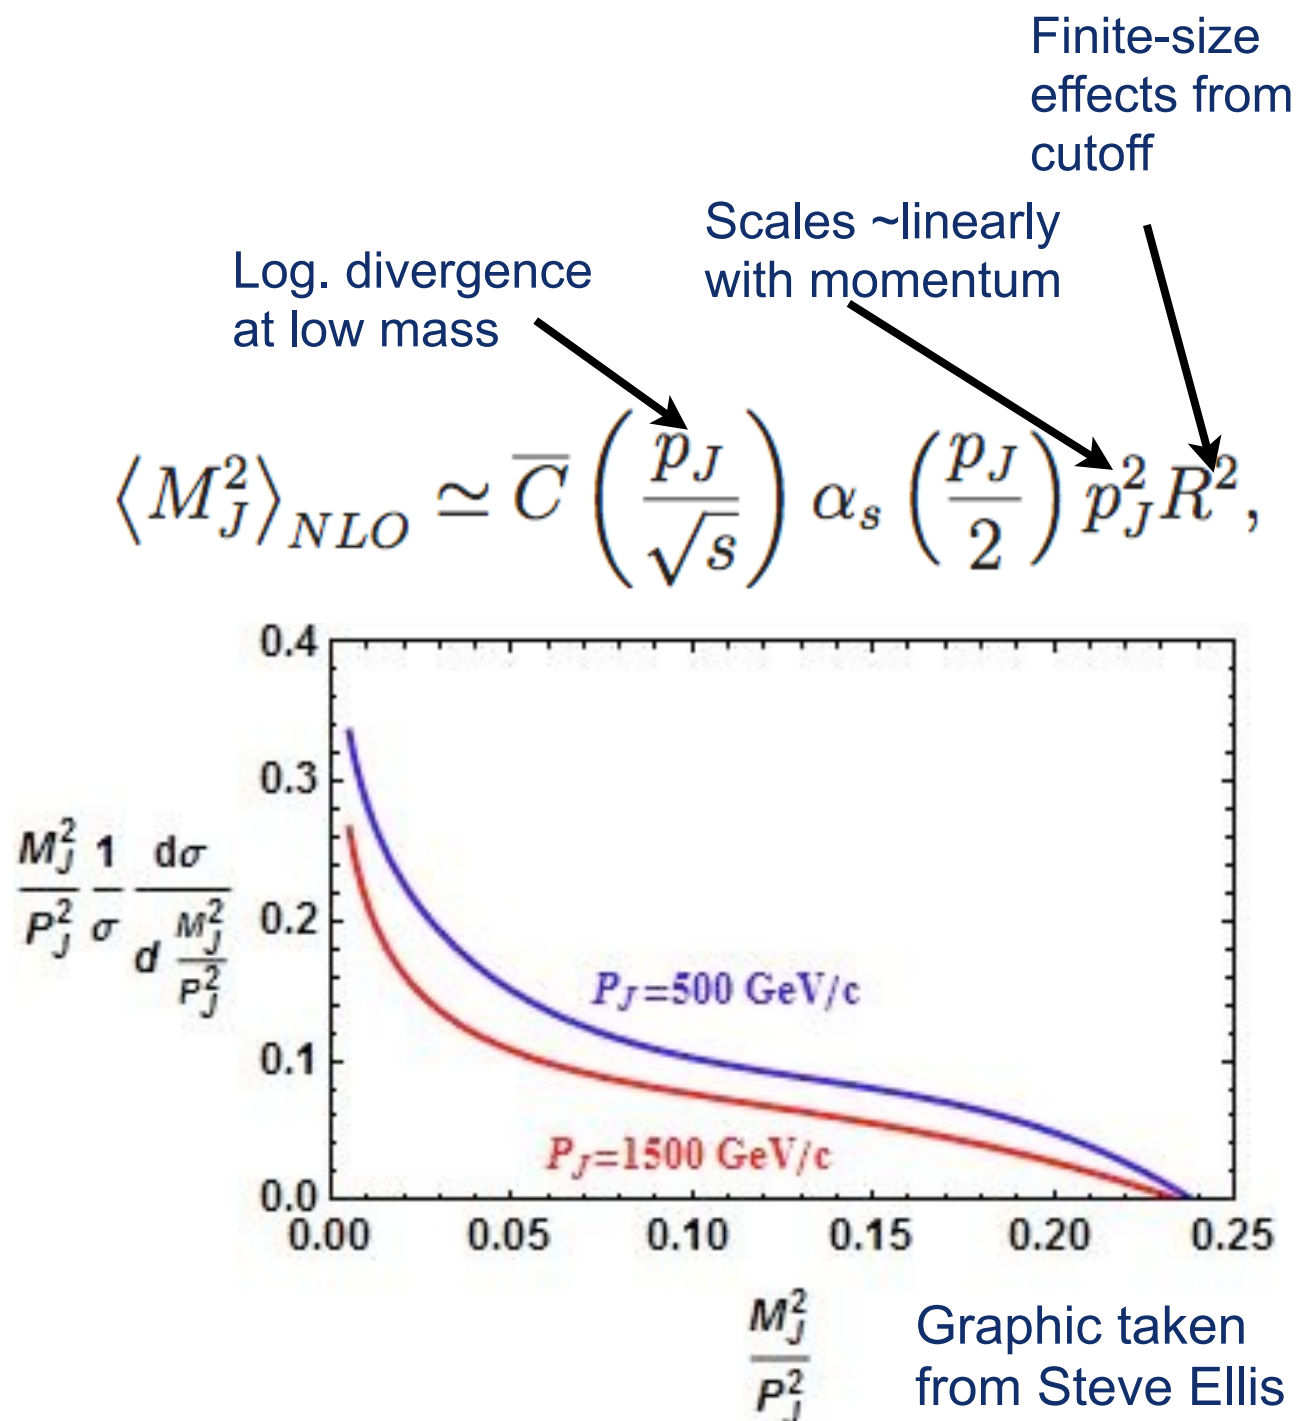 Finite-size
effects from
cutoff
Scales ~linearly
with momentum
Log. divergence
at low mass
⟨M_J^2⟩_{NLO} ≃ \overline{C} (p_J/√s) α_s (p_J/2) p_J^2 R^2,
M_J^2/P_J^2 1/σ dσ/d M_J^2/P_J^2
0.4
0.3
0.2
0.1
0.0
P_J=500 GeV/c
P_J=1500 GeV/c
0.00 0.05 0.10 0.15 0.20 0.25
M_J^2/P_J^2
Graphic taken
from Steve Ellis